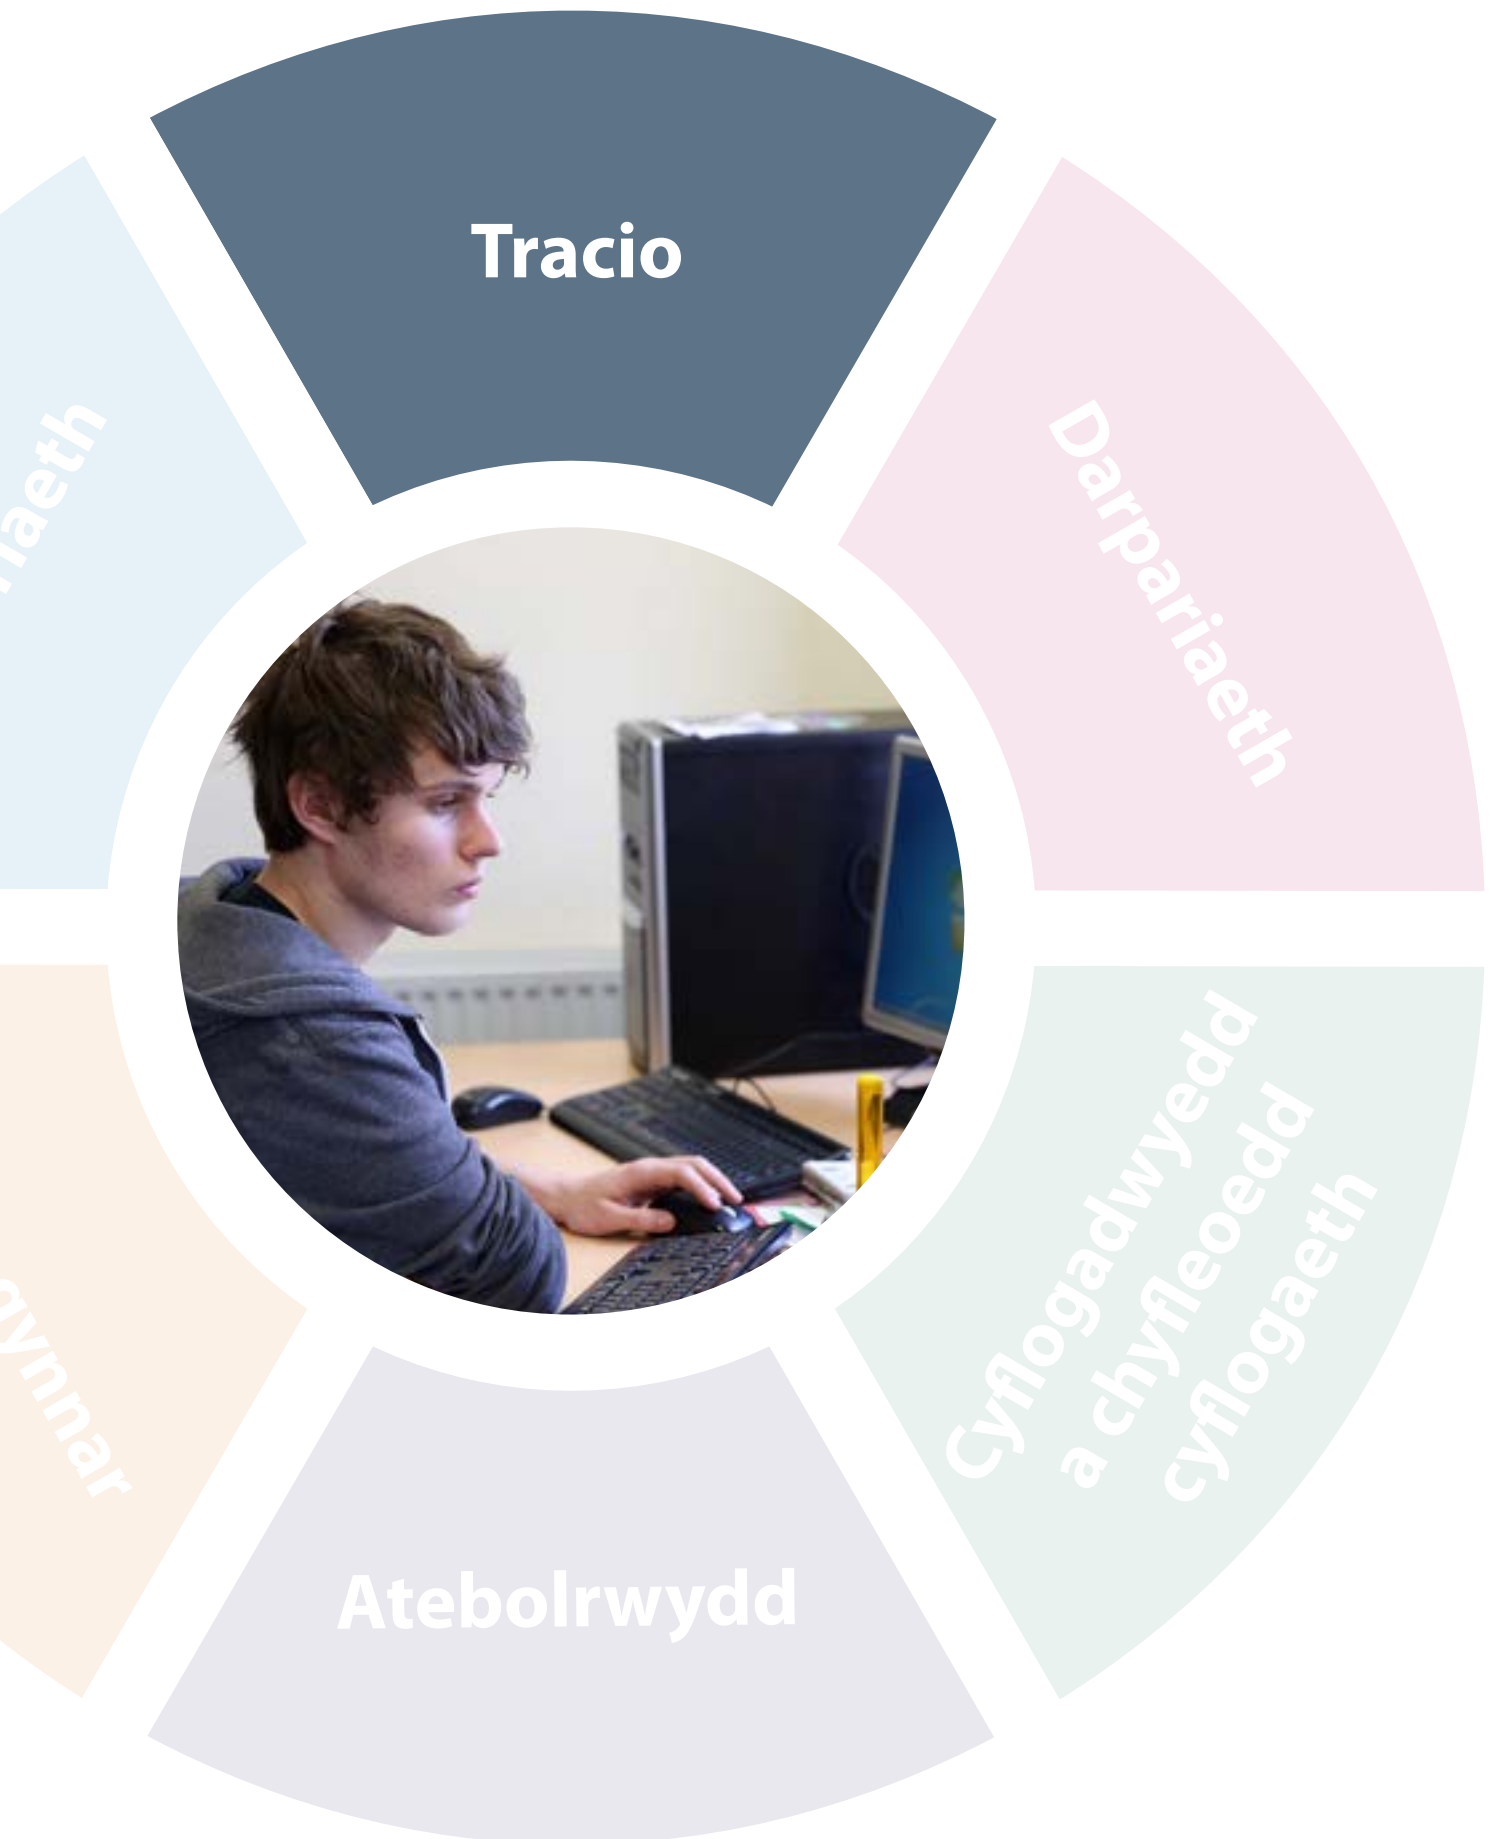 Tracio
Darpariaeth
Cyflogadwyedd
a chyfleoedd
cyflogaeth
Atebolrwydd